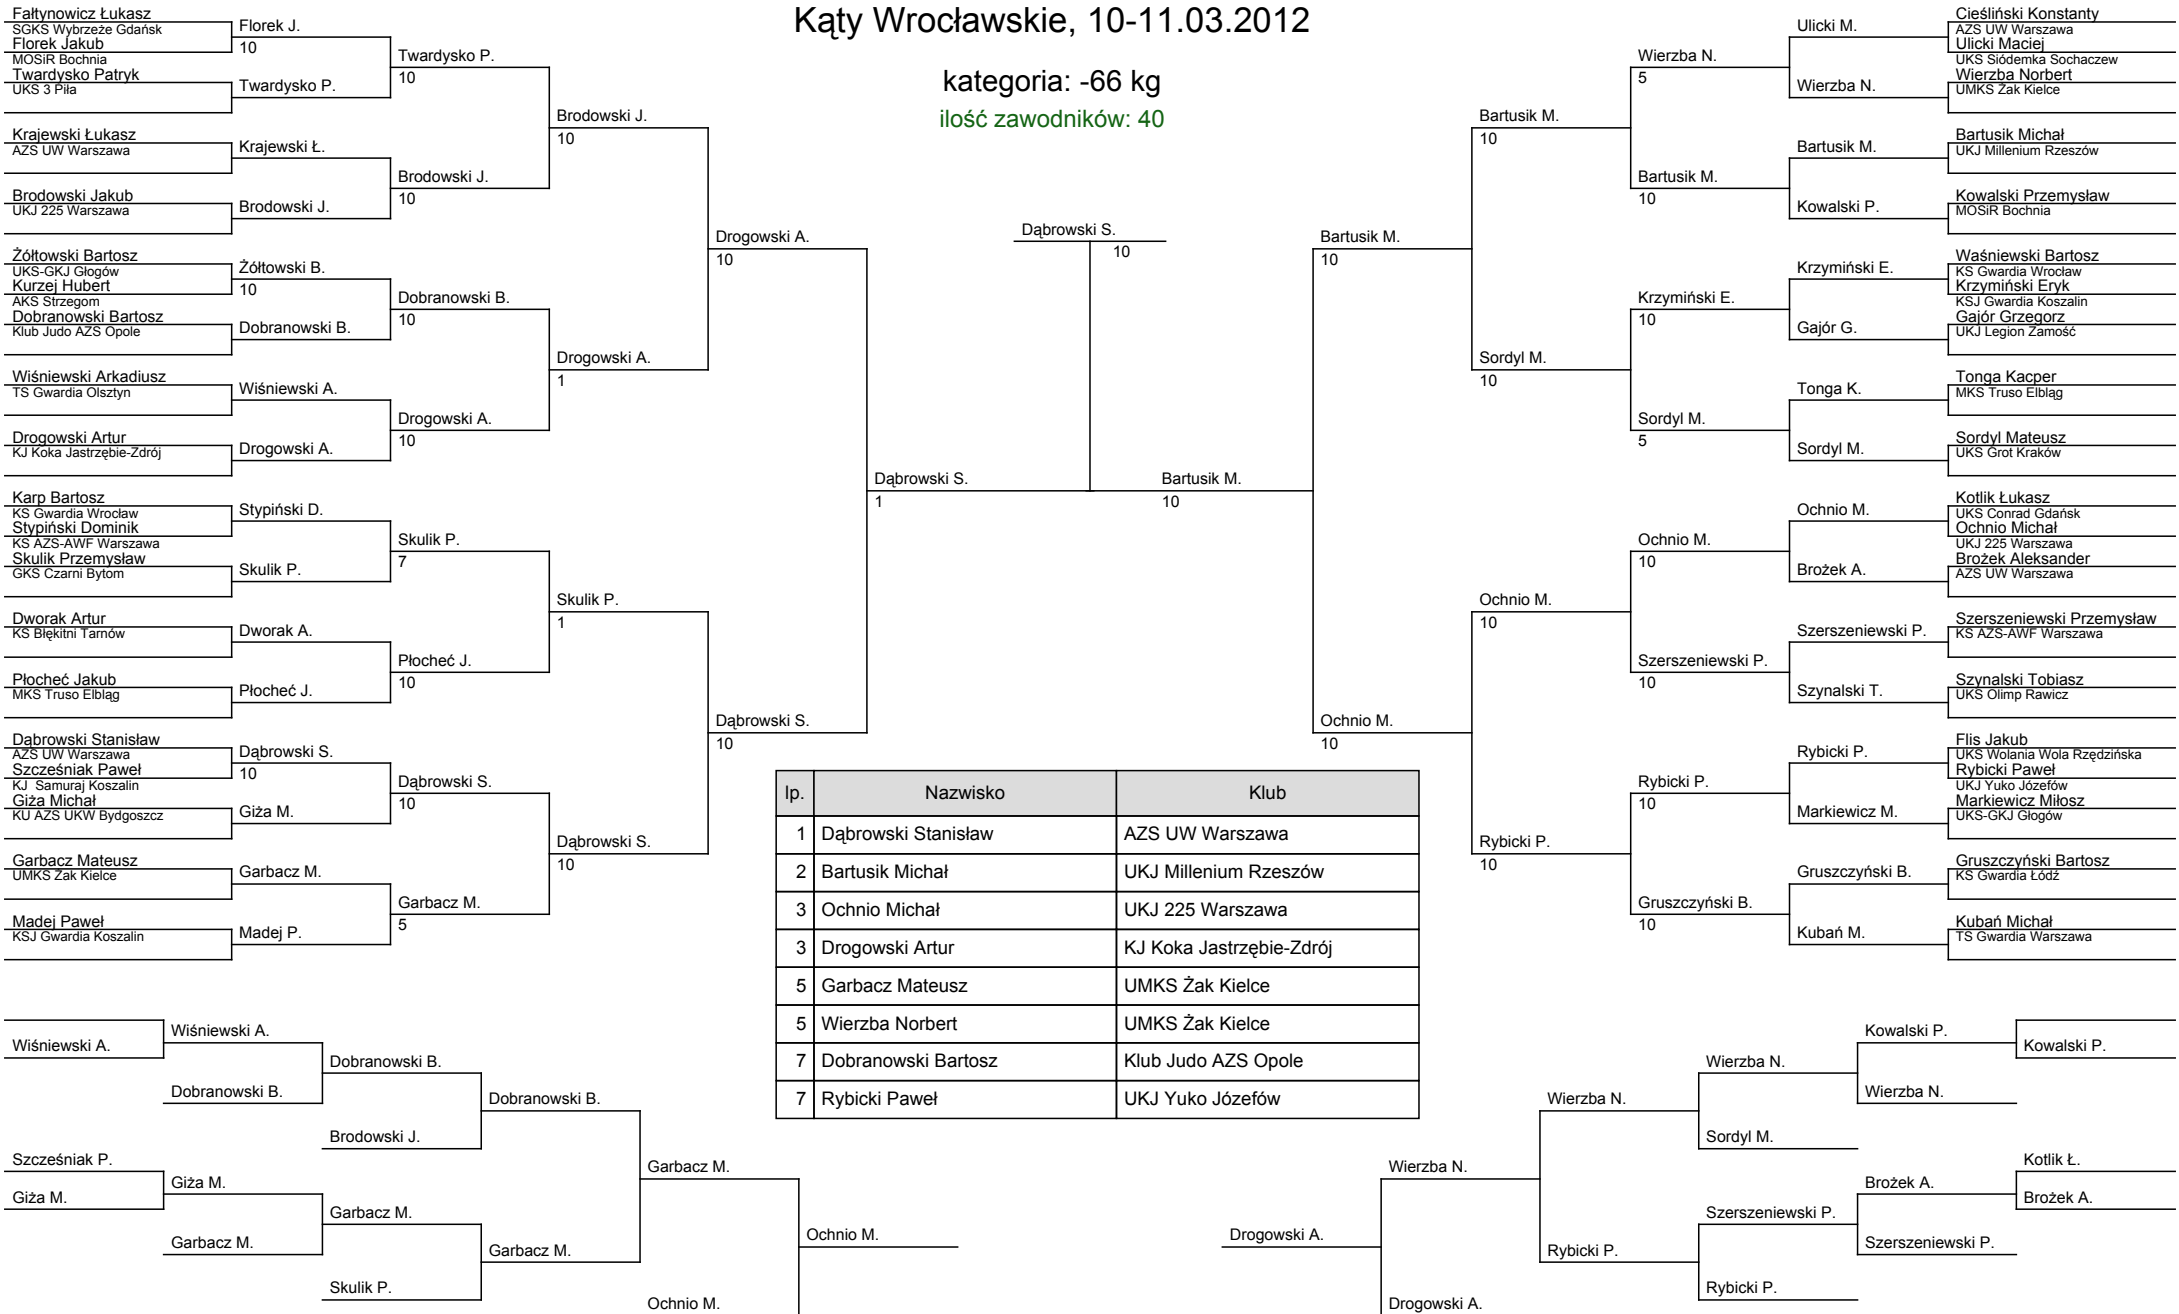 Kąty Wrocławskie, 10-11.03.2012
kategoria: -66 kg
ilość zawodników: 40
Fałtynowicz Łukasz
SGKS Wybrzeże Gdańsk
Florek Jakub
MOSiR Bochnia
Twardysko Patryk
UKS 3 Piła
Krajewski Łukasz
AZS UW Warszawa
Brodowski Jakub
UKJ 225 Warszawa
Żółtowski Bartosz
UKS-GKJ Głogów
Kurzej Hubert
AKS Strzegom
Dobranowski Bartosz
Klub Judo AZS Opole
Wiśniewski Arkadiusz
TS Gwardia Olsztyn
Drogowski Artur
KJ Koka Jastrzębie-Zdrój
Karp Bartosz
KS Gwardia Wrocław
Stypiński Dominik
KS AZS-AWF Warszawa
Skulik Przemysław
GKS Czarni Bytom
Dworak Artur
KS Błękitni Tarnów
Płocheć Jakub
MKS Truso Elbląg
Dąbrowski Stanisław
AZS UW Warszawa
Szcześniak Paweł
KJ Samuraj Koszalin
Giża Michał
KU AZS UKW Bydgoszcz
Garbacz Mateusz
UMKS Żak Kielce
Madej Paweł
KSJ Gwardia Koszalin
Florek J.
10
Twardysko P.
Krajewski Ł.
Brodowski J.
Żółtowski B.
10
Dobranowski B.
Wiśniewski A.
Drogowski A.
Stypiński D.
Skulik P.
Dworak A.
Płocheć J.
Dąbrowski S.
10
Giża M.
Garbacz M.
Madej P.
Twardysko P.
10
Brodowski J.
10
Dobranowski B.
10
Drogowski A.
10
Skulik P.
7
Płocheć J.
10
Dąbrowski S.
10
Garbacz M.
5
Brodowski J.
10
Drogowski A.
1
Skulik P.
1
Dąbrowski S.
10
Drogowski A.
10
Dąbrowski S.
10
Dąbrowski S.
1
Dąbrowski S.
10
Bartusik M.
10
Bartusik M.
10
Ochnio M.
10
Bartusik M.
10
Sordyl M.
10
Ochnio M.
10
Rybicki P.
10
Wierzba N.
5
Bartusik M.
10
Krzymiński E.
10
Sordyl M.
5
Ochnio M.
10
Szerszeniewski P.
10
Rybicki P.
10
Gruszczyński B.
10
Ulicki M.
Wierzba N.
Bartusik M.
Kowalski P.
Krzymiński E.
Gajór G.
Tonga K.
Sordyl M.
Ochnio M.
Brożek A.
Szerszeniewski P.
Szynalski T.
Rybicki P.
Markiewicz M.
Gruszczyński B.
Kubań M.
Cieśliński Konstanty
AZS UW Warszawa
Ulicki Maciej
UKS Siódemka Sochaczew
Wierzba Norbert
UMKS Żak Kielce
Bartusik Michał
UKJ Millenium Rzeszów
Kowalski Przemysław
MOSiR Bochnia
Waśniewski Bartosz
KS Gwardia Wrocław
Krzymiński Eryk
KSJ Gwardia Koszalin
Gajór Grzegorz
UKJ Legion Zamość
Tonga Kacper
MKS Truso Elbląg
Sordyl Mateusz
UKS Grot Kraków
Kotlik Łukasz
UKS Conrad Gdańsk
Ochnio Michał
UKJ 225 Warszawa
Brożek Aleksander
AZS UW Warszawa
Szerszeniewski Przemysław
KS AZS-AWF Warszawa
Szynalski Tobiasz
UKS Olimp Rawicz
Flis Jakub
UKS Wolania Wola Rzędzińska
Rybicki Paweł
UKJ Yuko Józefów
Markiewicz Miłosz
UKS-GKJ Głogów
Gruszczyński Bartosz
KS Gwardia Łódź
Kubań Michał
TS Gwardia Warszawa
lp. Nazwisko Klub
1 Dąbrowski Stanisław AZS UW Warszawa
2 Bartusik Michał UKJ Millenium Rzeszów
3 Ochnio Michał UKJ 225 Warszawa
3 Drogowski Artur KJ Koka Jastrzębie-Zdrój
5 Garbacz Mateusz UMKS Żak Kielce
5 Wierzba Norbert UMKS Żak Kielce
7 Dobranowski Bartosz Klub Judo AZS Opole
7 Rybicki Paweł UKJ Yuko Józefów
Wiśniewski A.
Szcześniak P.
Giża M.
Wiśniewski A.
Dobranowski B.
Giża M.
Garbacz M.
Dobranowski B.
Brodowski J.
Garbacz M.
Skulik P.
Dobranowski B.
Garbacz M.
Garbacz M.
Ochnio M.
Ochnio M.
Drogowski A.
Wierzba N.
Drogowski A.
Wierzba N.
Rybicki P.
Wierzba N.
Sordyl M.
Szerszeniewski P.
Rybicki P.
Kowalski P.
Wierzba N.
Brożek A.
Szerszeniewski P.
Kowalski P.
Kotlik Ł.
Brożek A.